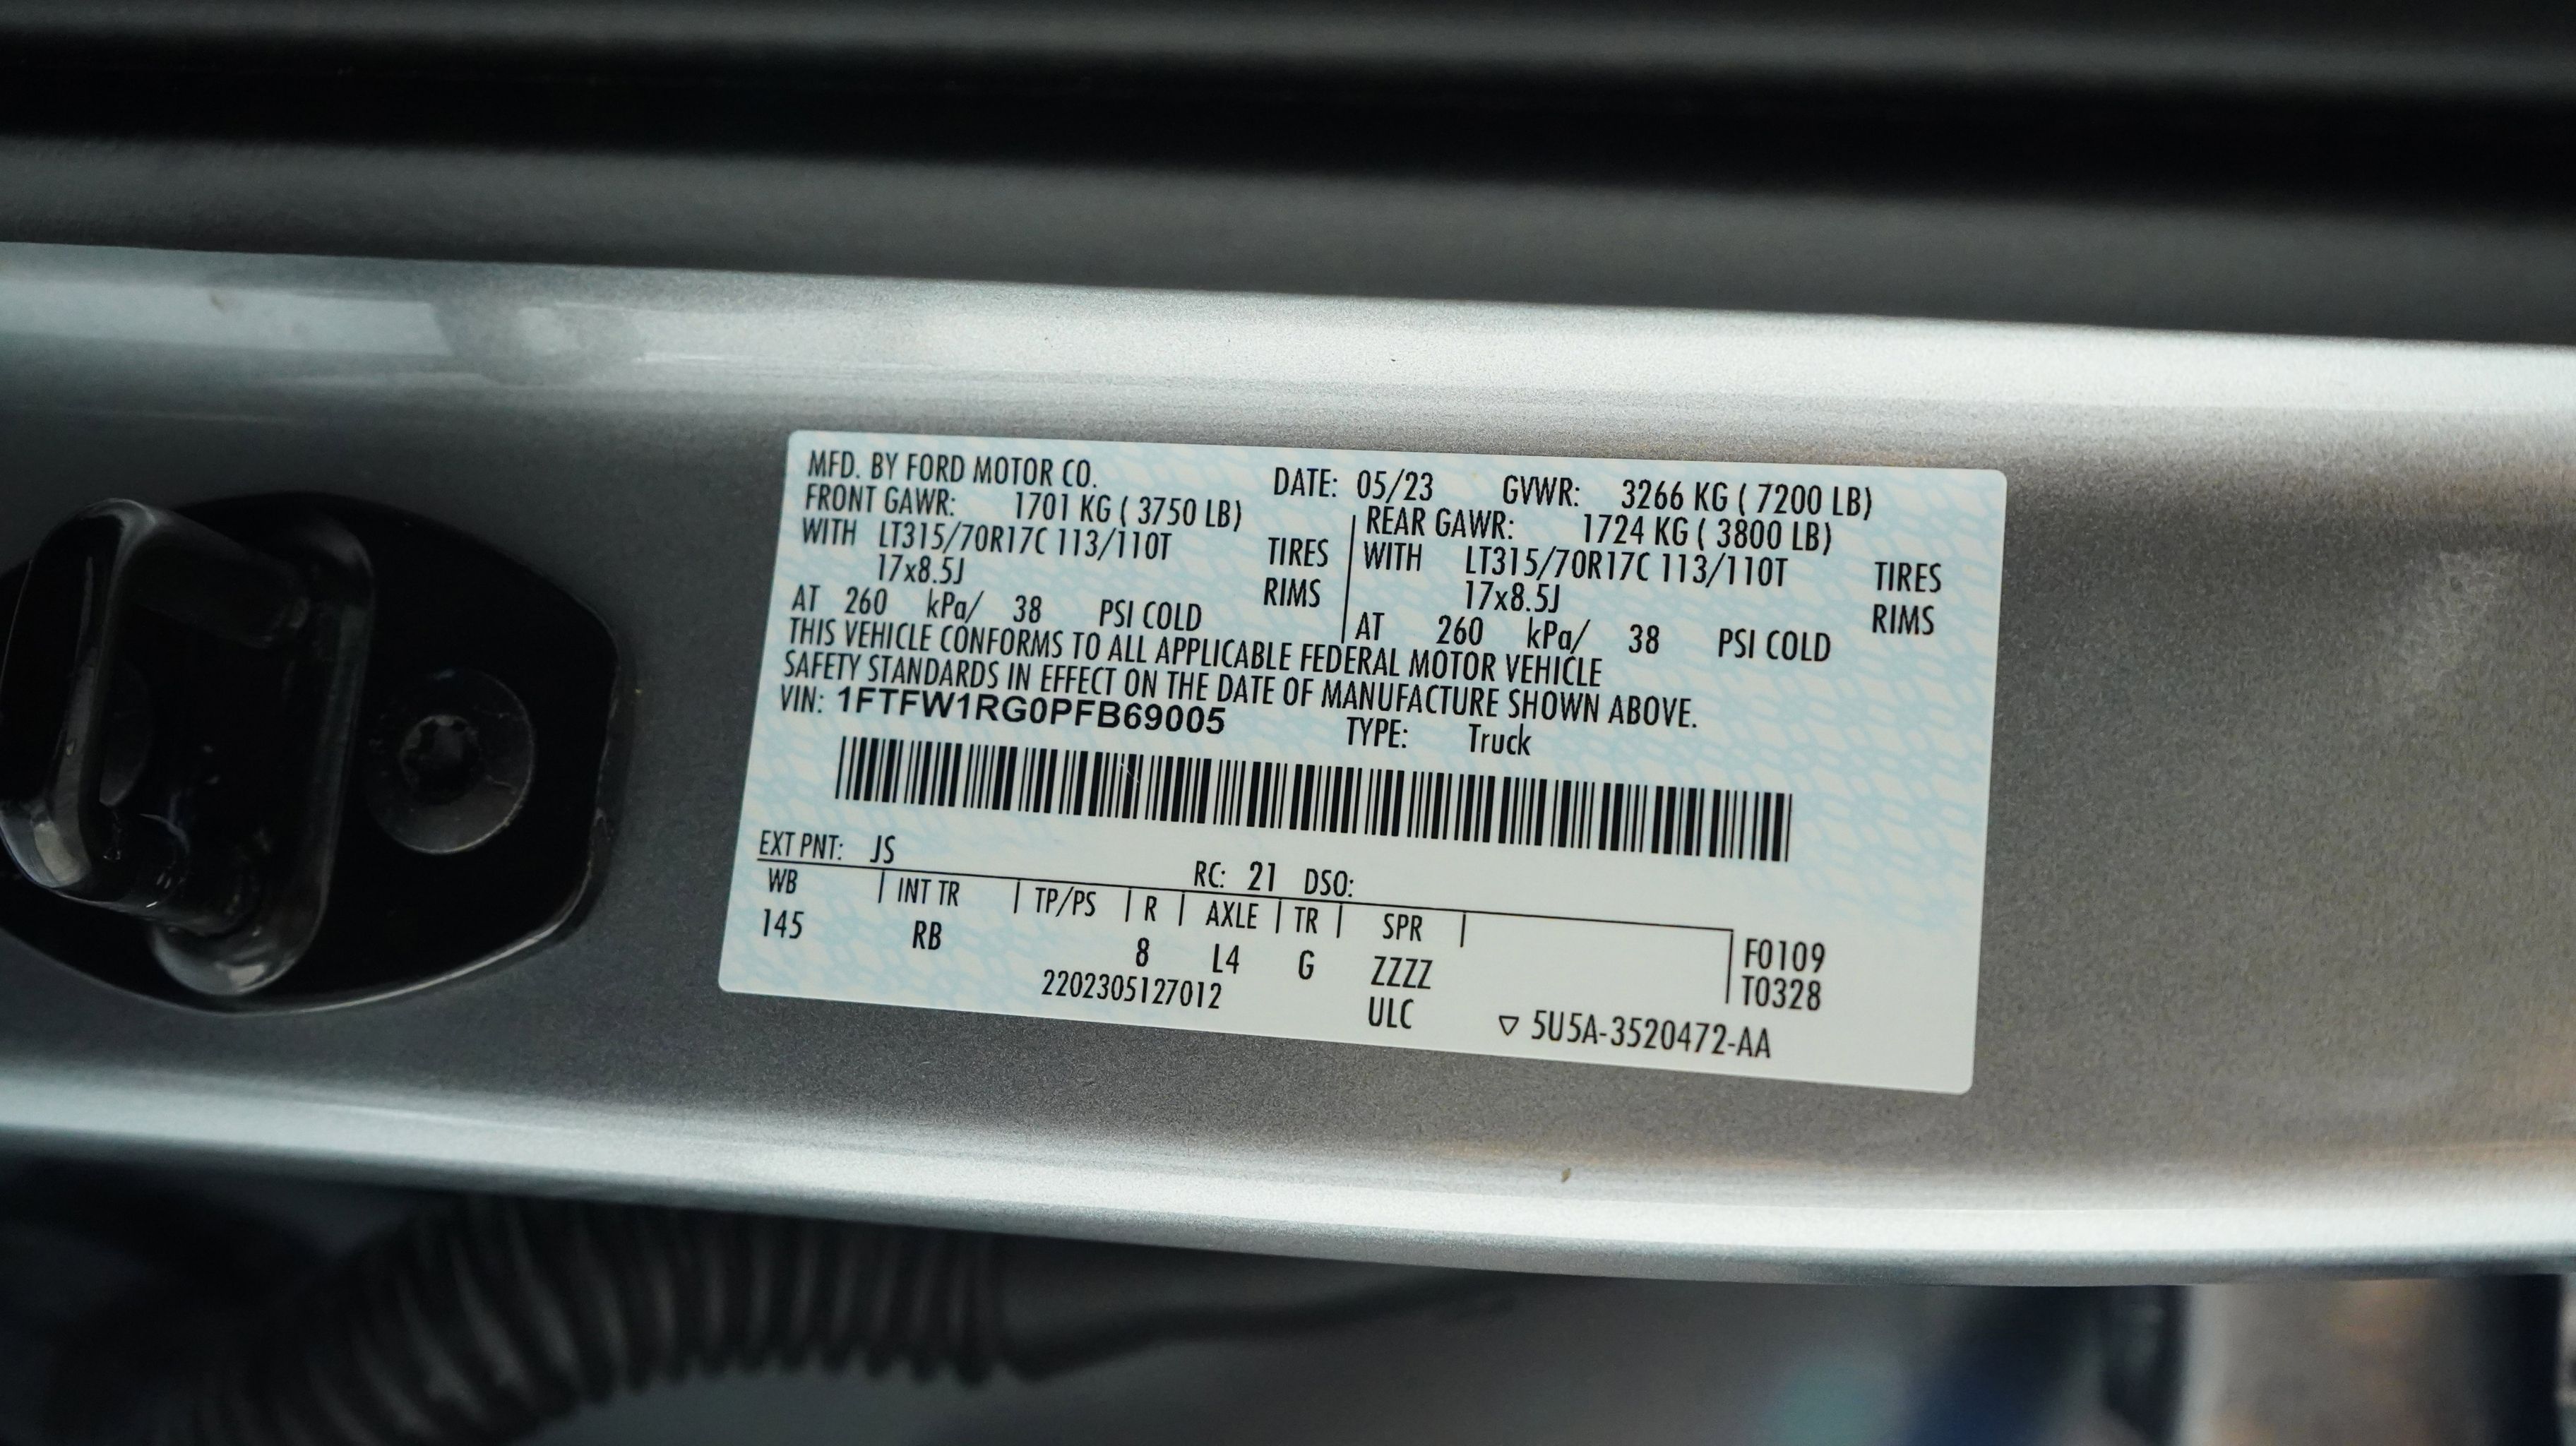 MFD. BY FORD MOTOR CO. DATE: 05/23 GVWR: 3266 KG ( 7200 LB)
FRONT GAWR: 1701 KG ( 3750 LB) REAR GAWR: 1724 KG ( 3800 LB)
WITH LT315/70R17C 113/110T TIRES WITH LT315/70R17C 113/110T TIRES
17x8.5J RIMS 17x8.5J RIMS
AT 260 kPa/ 38 PSI COLD AT 260 kPa/ 38 PSI COLD
THIS VEHICLE CONFORMS TO ALL APPLICABLE FEDERAL MOTOR VEHICLE
SAFETY STANDARDS IN EFFECT ON THE DATE OF MANUFACTURE SHOWN ABOVE.
VIN: 1FTFW1RG0PFB69005 TYPE: Truck
EXT PNT: JS RC: 21 DSO:
WB INT TR TP/PS R AXLE TR SPR
145 RB 8 L4 G ZZZZ F0109
2202305127012 ULC T0328
▽ 5U5A-3520472-AA